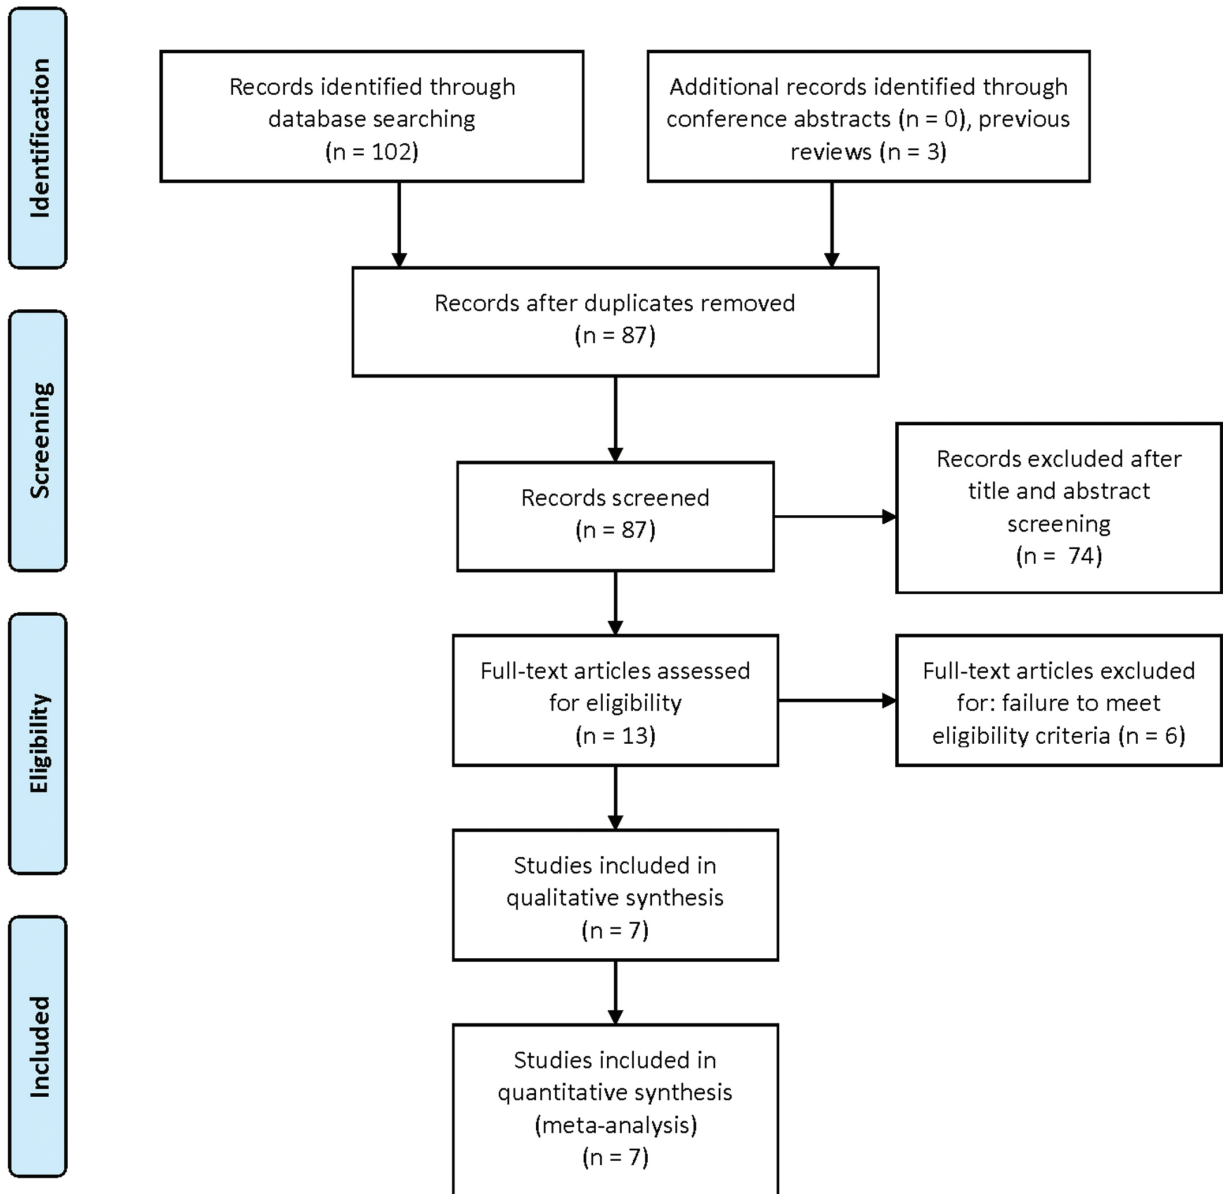 Identification
Records identified through
database searching
(n = 102)
Additional records identified through
conference abstracts (n = 0), previous
reviews (n = 3)
Records after duplicates removed
(n = 87)
Screening
Records screened
(n = 87)
Records excluded after
title and abstract
screening
(n =  74)
Eligibility
Full-text articles assessed
for eligibility
(n = 13)
Full-text articles excluded
for: failure to meet
eligibility criteria (n = 6)
Studies included in
qualitative synthesis
(n = 7)
Included
Studies included in
quantitative synthesis
(meta-analysis)
(n = 7)